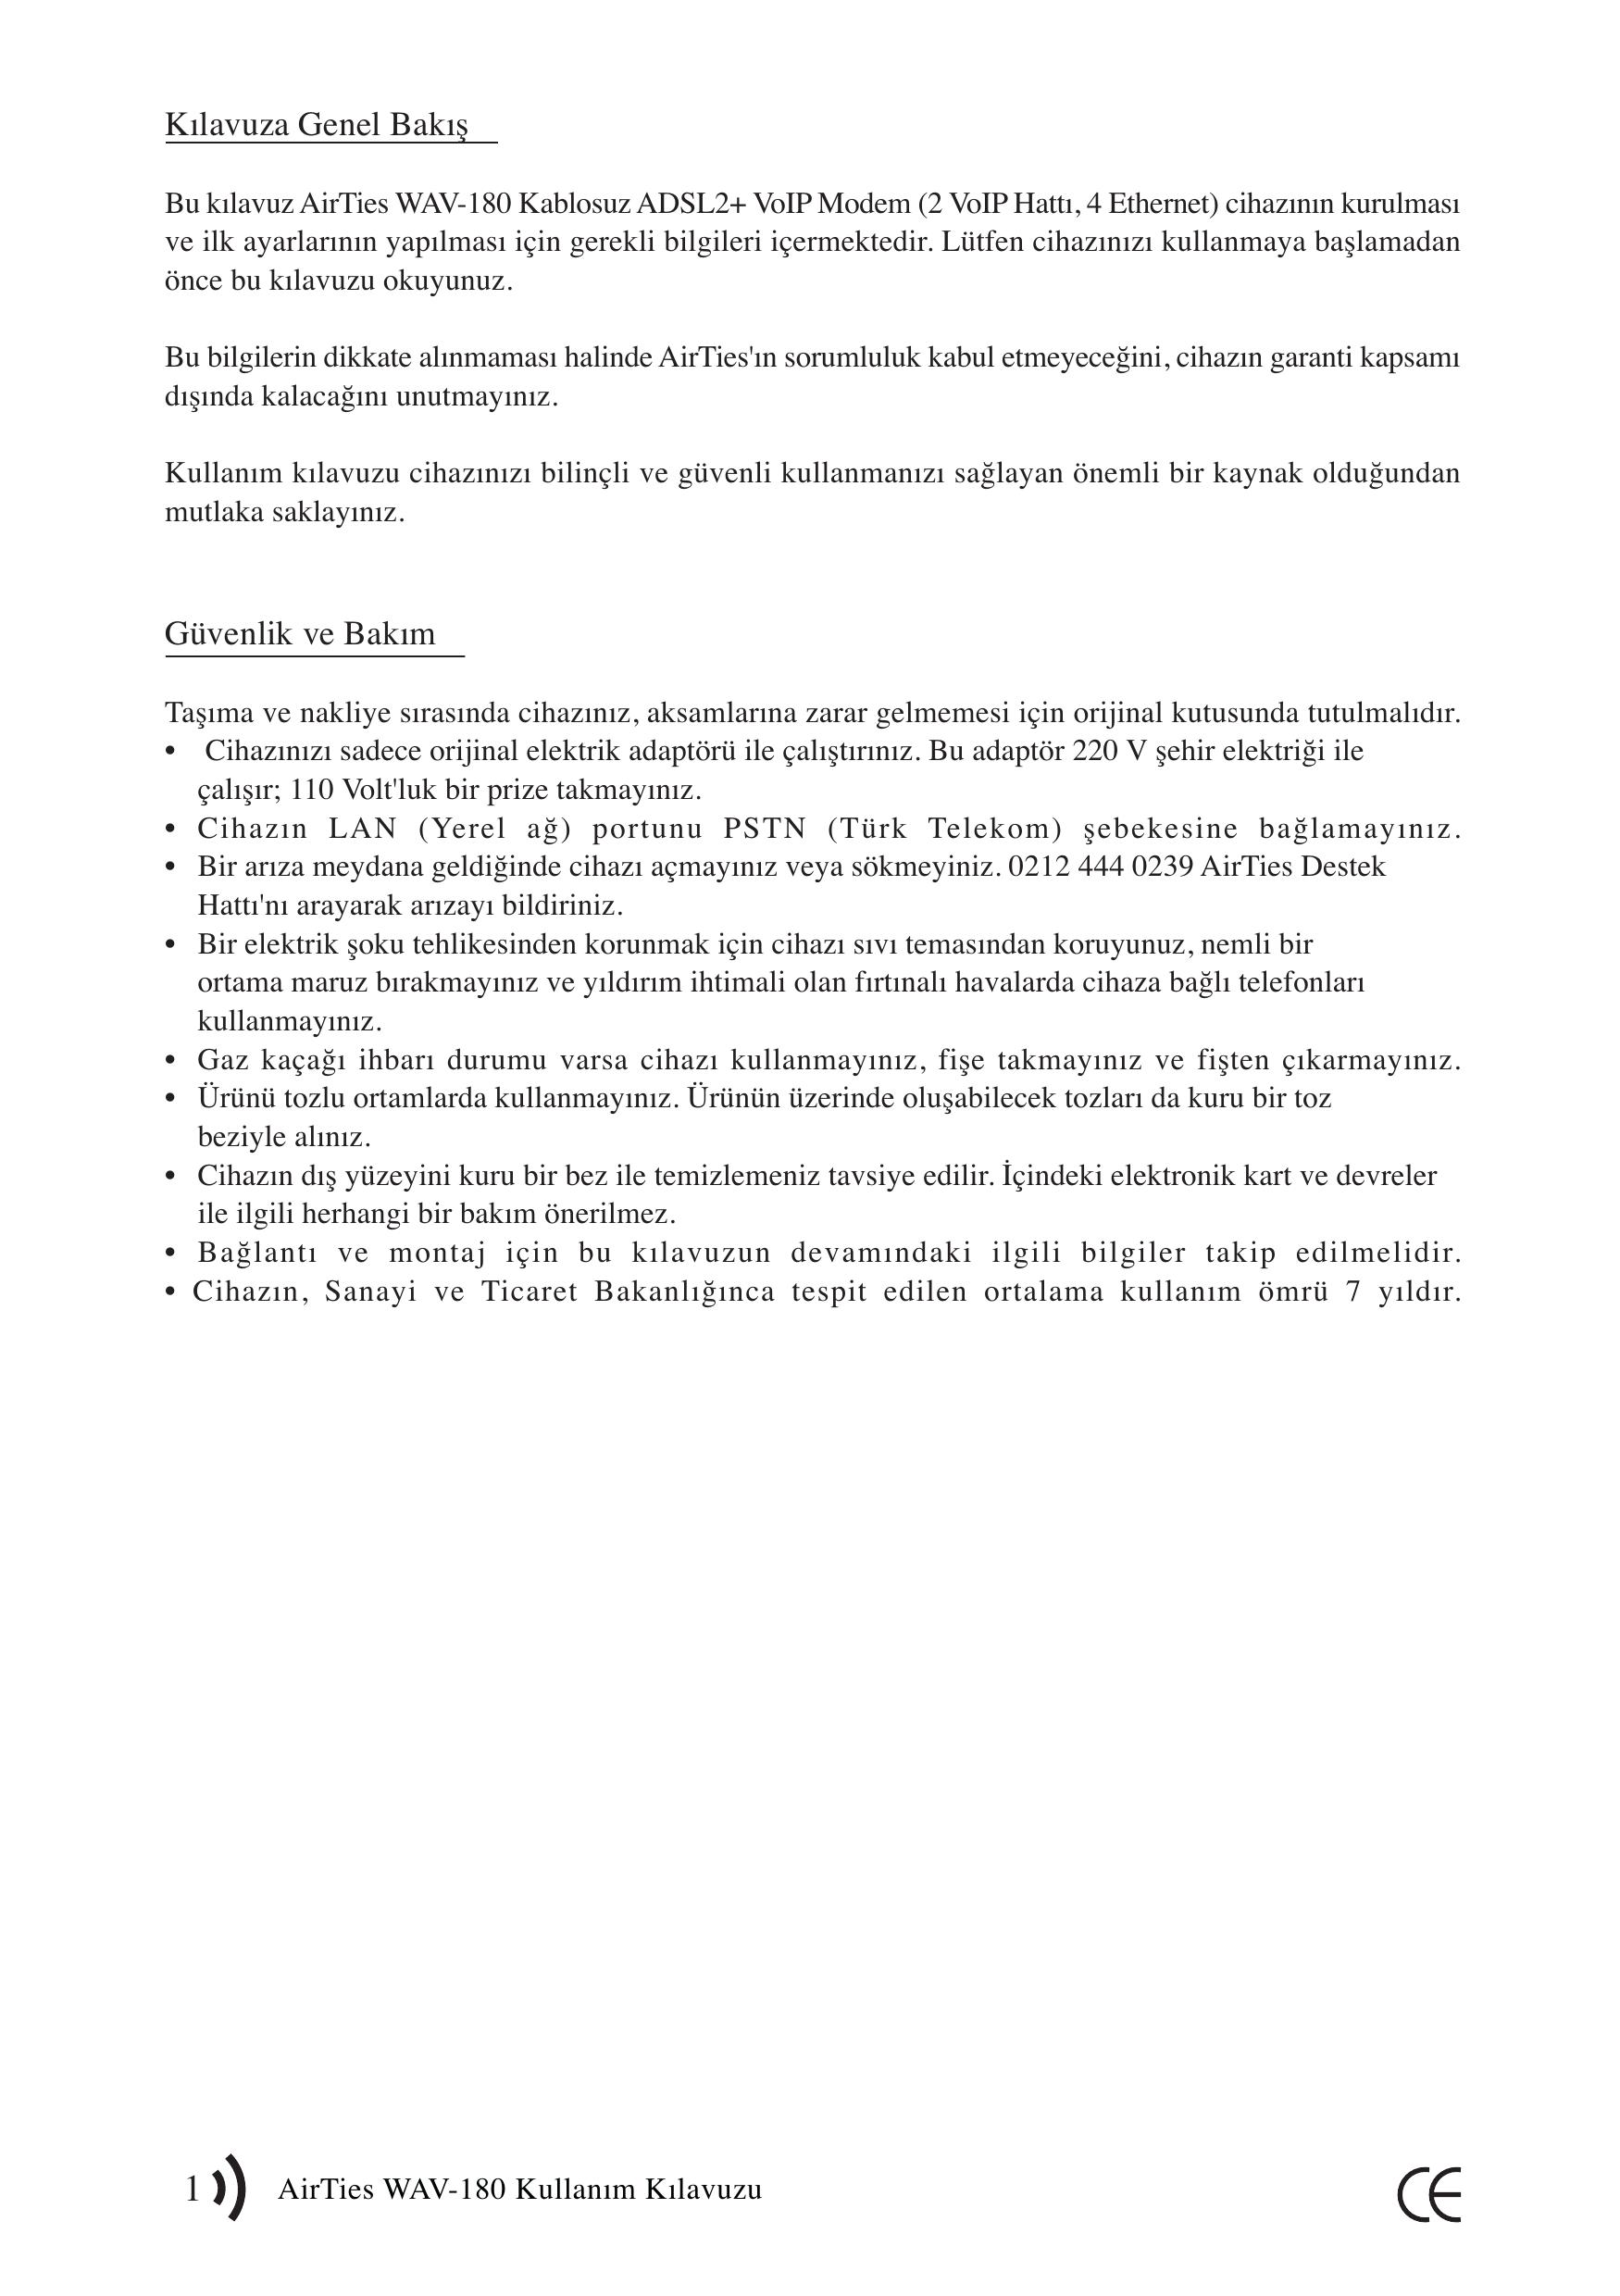 Kılavuza Genel Bakış
Bu kılavuz AirTies WAV-180 Kablosuz ADSL2+ VoIP Modem (2 VoIP Hattı, 4 Ethernet) cihazının kurulması
ve ilk ayarlarının yapılması için gerekli bilgileri içermektedir. Lütfen cihazınızı kullanmaya başlamadan
önce bu kılavuzu okuyunuz.
Bu bilgilerin dikkate alınmaması halinde AirTies'ın sorumluluk kabul etmeyeceğini, cihazın garanti kapsamı
dışında kalacağını unutmayınız.
Kullanım kılavuzu cihazınızı bilinçli ve güvenli kullanmanızı sağlayan önemli bir kaynak olduğundan
mutlaka saklayınız.
Güvenlik ve Bakım
Taşıma ve nakliye sırasında cihazınız, aksamlarına zarar gelmemesi için orijinal kutusunda tutulmalıdır.
• Cihazınızı sadece orijinal elektrik adaptörü ile çalıştırınız. Bu adaptör 220 V şehir elektriği ile
çalışır; 110 Volt'luk bir prize takmayınız.
• Cihazın LAN (Yerel ağ) portunu PSTN (Türk Telekom) şebekesine bağlamayınız.
• Bir arıza meydana geldiğinde cihazı açmayınız veya sökmeyiniz. 0212 444 0239 AirTies Destek
Hattı'nı arayarak arızayı bildiriniz.
• Bir elektrik şoku tehlikesinden korunmak için cihazı sıvı temasından koruyunuz, nemli bir
ortama maruz bırakmayınız ve yıldırım ihtimali olan fırtınalı havalarda cihaza bağlı telefonları
kullanmayınız.
• Gaz kaçağı ihbarı durumu varsa cihazı kullanmayınız, fişe takmayınız ve fişten çıkarmayınız.
• Ürünü tozlu ortamlarda kullanmayınız. Ürünün üzerinde oluşabilecek tozları da kuru bir toz
beziyle alınız.
• Cihazın dış yüzeyini kuru bir bez ile temizlemeniz tavsiye edilir. İçindeki elektronik kart ve devreler
ile ilgili herhangi bir bakım önerilmez.
• Bağlantı ve montaj için bu kılavuzun devamındaki ilgili bilgiler takip edilmelidir.
• Cihazın, Sanayi ve Ticaret Bakanlığınca tespit edilen ortalama kullanım ömrü 7 yıldır.
1 AirTies WAV-180 Kullanım Kılavuzu CE